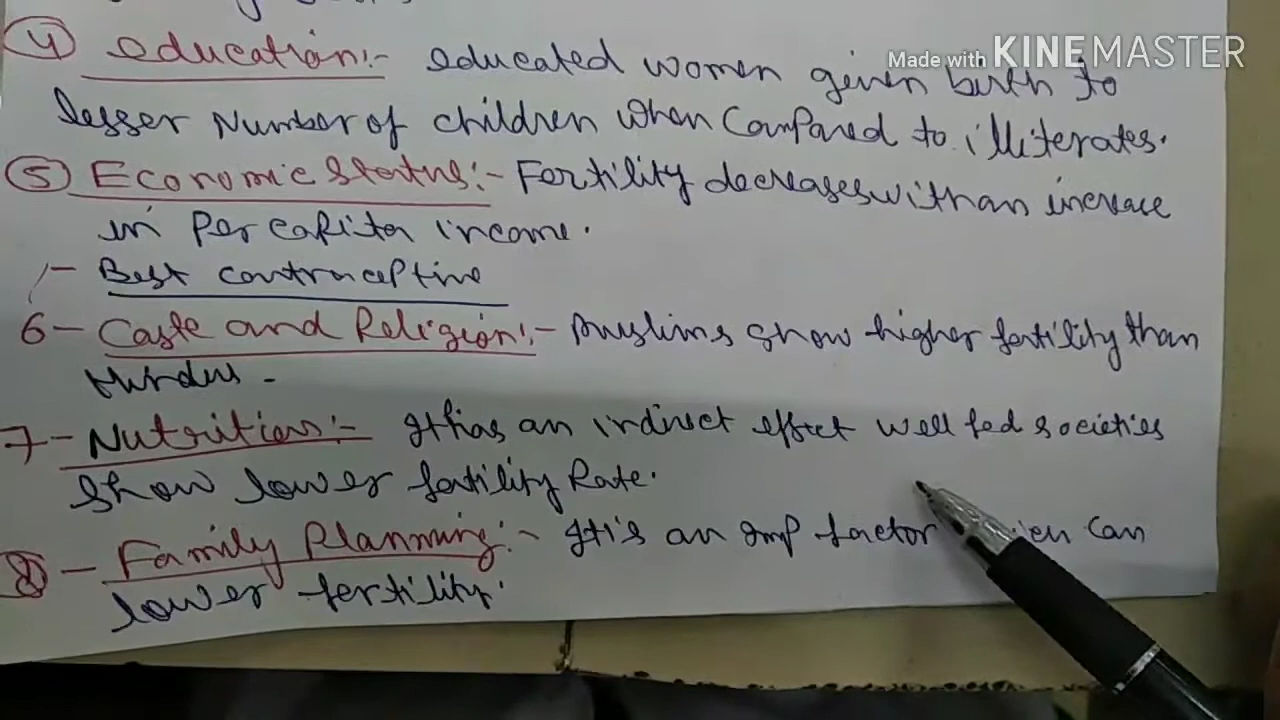 Made with KINEMASTER
4 education:- educated women given birth to
lesser Number of children when Compared to illiterates.
5 Economic Status:- Fertility decreases with an increase
in Per capita income.
- Best contraceptive
6 - Caste and Religion:- Muslims show higher fertility than
Hindus -
7 - Nutrition:- It has an indirect effect well fed societies
Show lower fertility Rate.
8 - Family Planning:- It is an imp factor can
lower fertility.